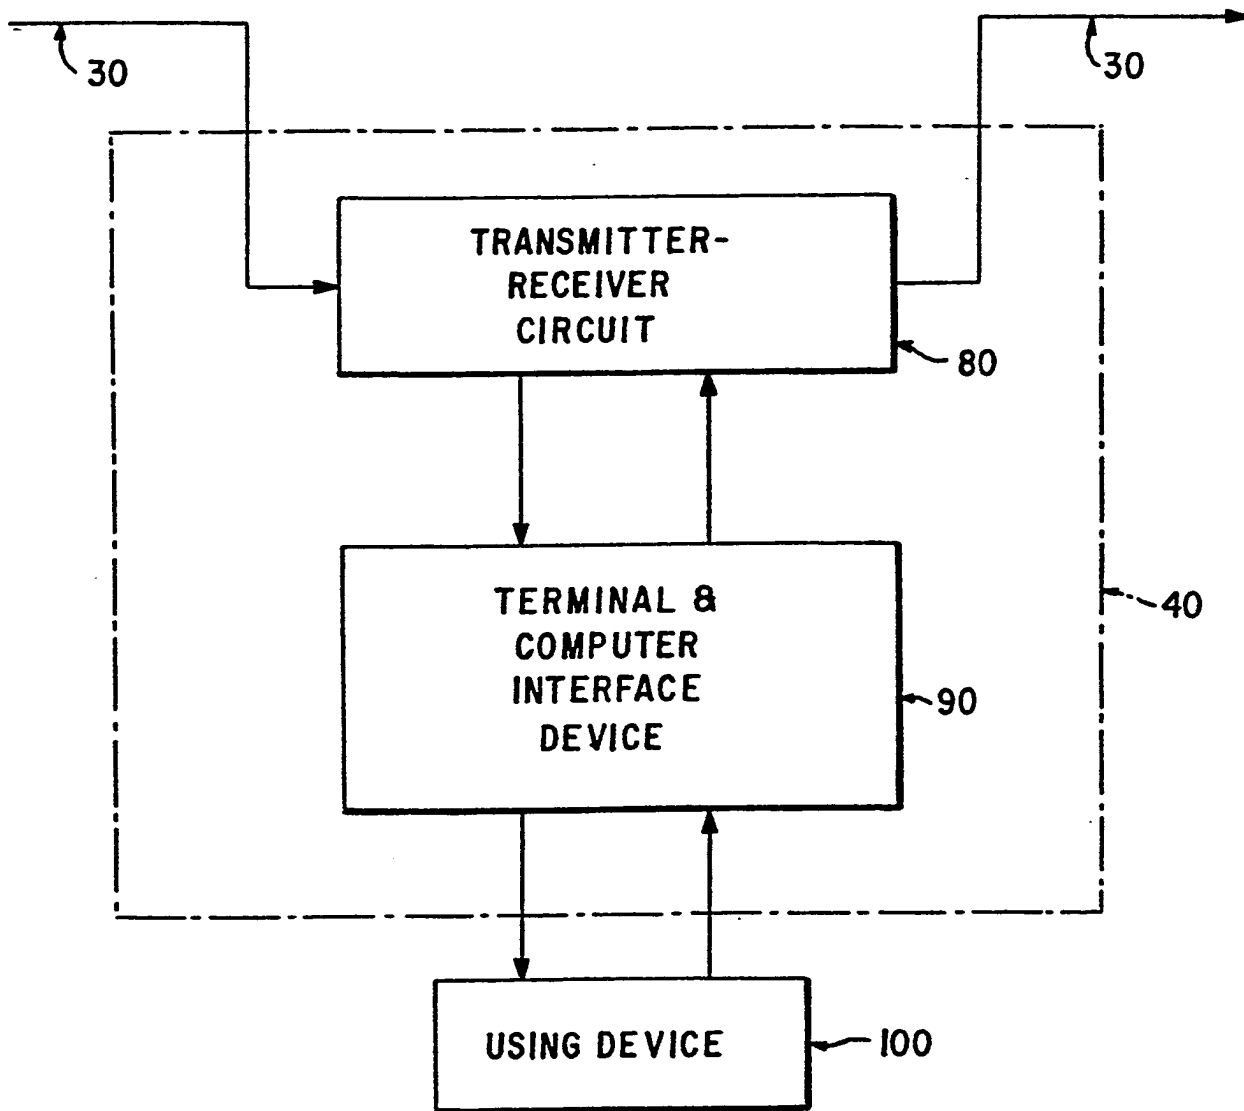 30
30
TRANSMITTER-
RECEIVER
CIRCUIT
80
TERMINAL &
COMPUTER
INTERFACE
DEVICE
40
90
USING DEVICE
100